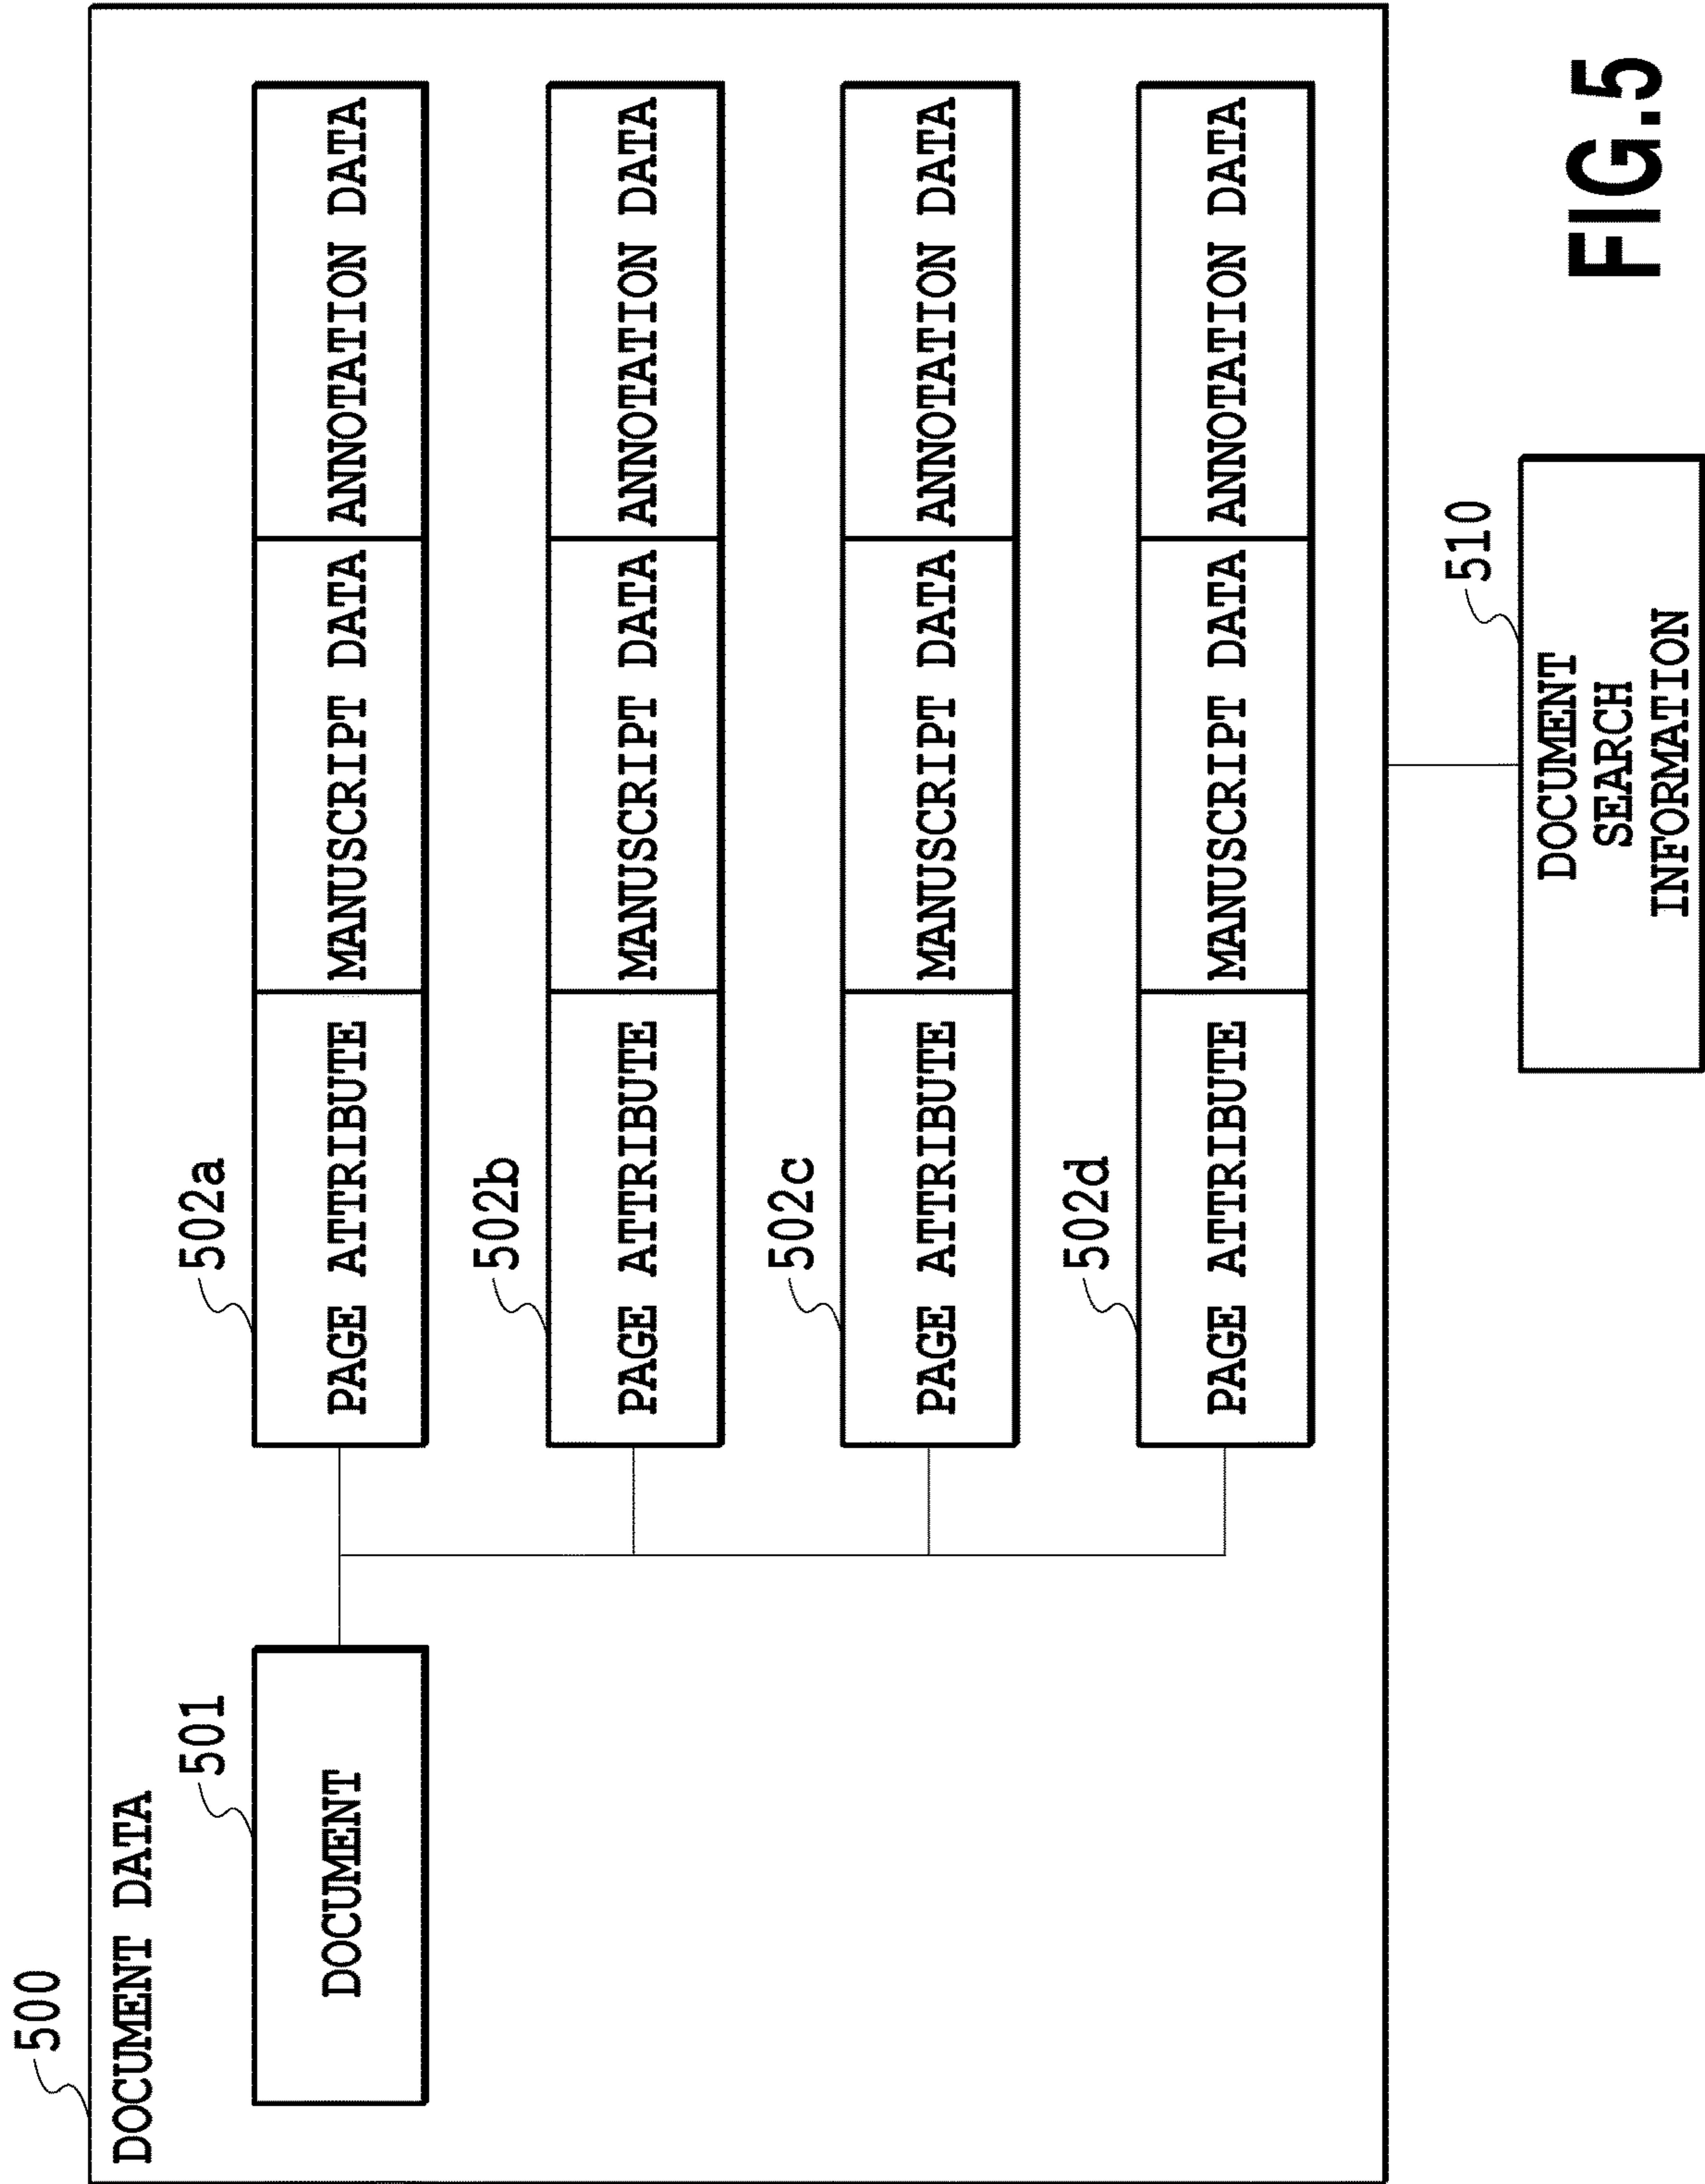 500
DOCUMENT DATA
501
DOCUMENT
502a
PAGE ATTRIBUTE MANUSCRIPT DATA ANNOTATION DATA
502b
PAGE ATTRIBUTE MANUSCRIPT DATA ANNOTATION DATA
502c
PAGE ATTRIBUTE MANUSCRIPT DATA ANNOTATION DATA
502d
PAGE ATTRIBUTE MANUSCRIPT DATA ANNOTATION DATA
510
DOCUMENT
SEARCH
INFORMATION
FIG.5